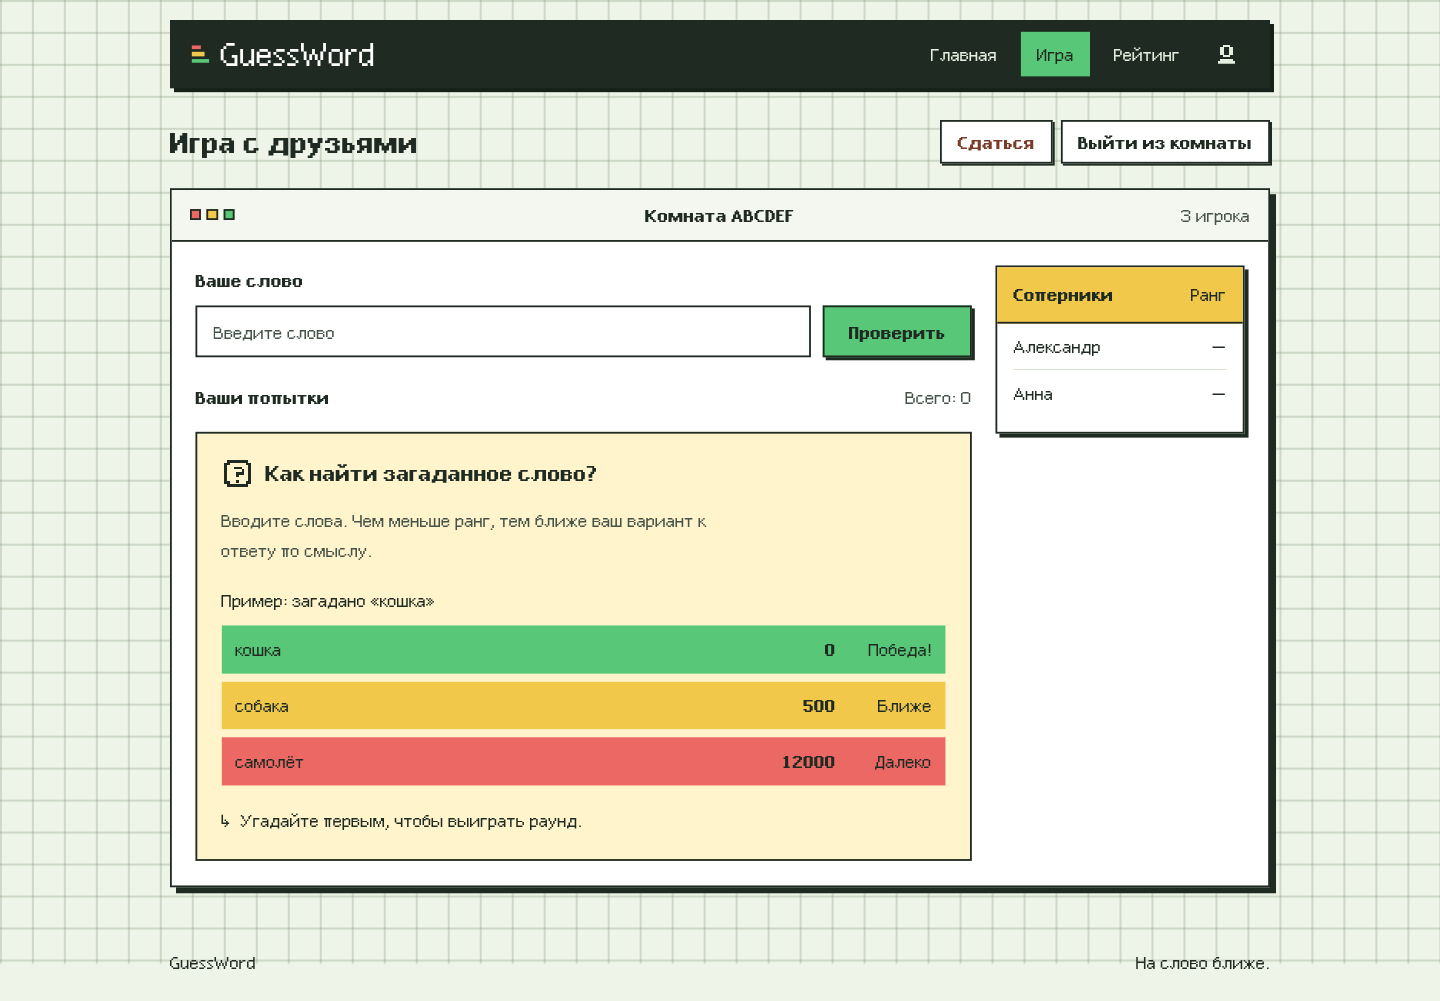 GuessWord
Главная Игра Рейтинг
Игра с друзьями
Сдаться Выйти из комнаты
Комната ABCDEF 3 игрока
Ваше слово
Введите слово Проверить
Ваши попытки Всего: 0
Соперники Ранг
Александр —
Анна —
Как найти загаданное слово?
Вводите слова. Чем меньше ранг, тем ближе ваш вариант к
ответу по смыслу.
Пример: загадано «кошка»
кошка 0 Победа!
собака 500 Ближе
самолёт 12000 Далеко
↳ Угадайте первым, чтобы выиграть раунд.
GuessWord На слово ближе.